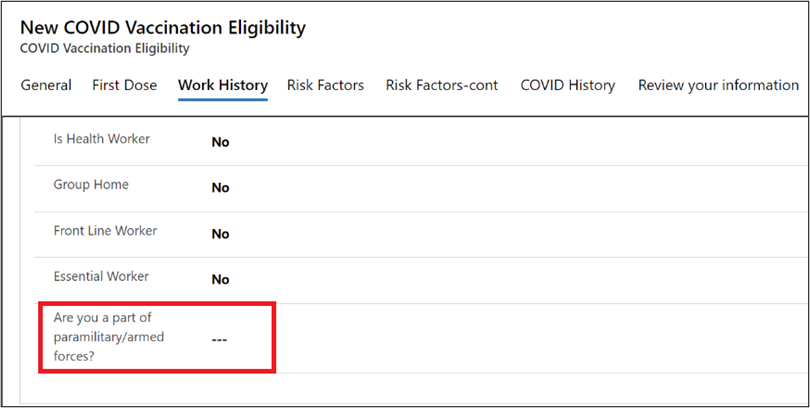 New COVID Vaccination Eligibility
COVID Vaccination Eligibility
General First Dose Work History Risk Factors Risk Factors-cont COVID History Review your information
Is Health Worker No
Group Home No
Front Line Worker No
Essential Worker No
Are you a part of
paramilitary/armed ---
forces?